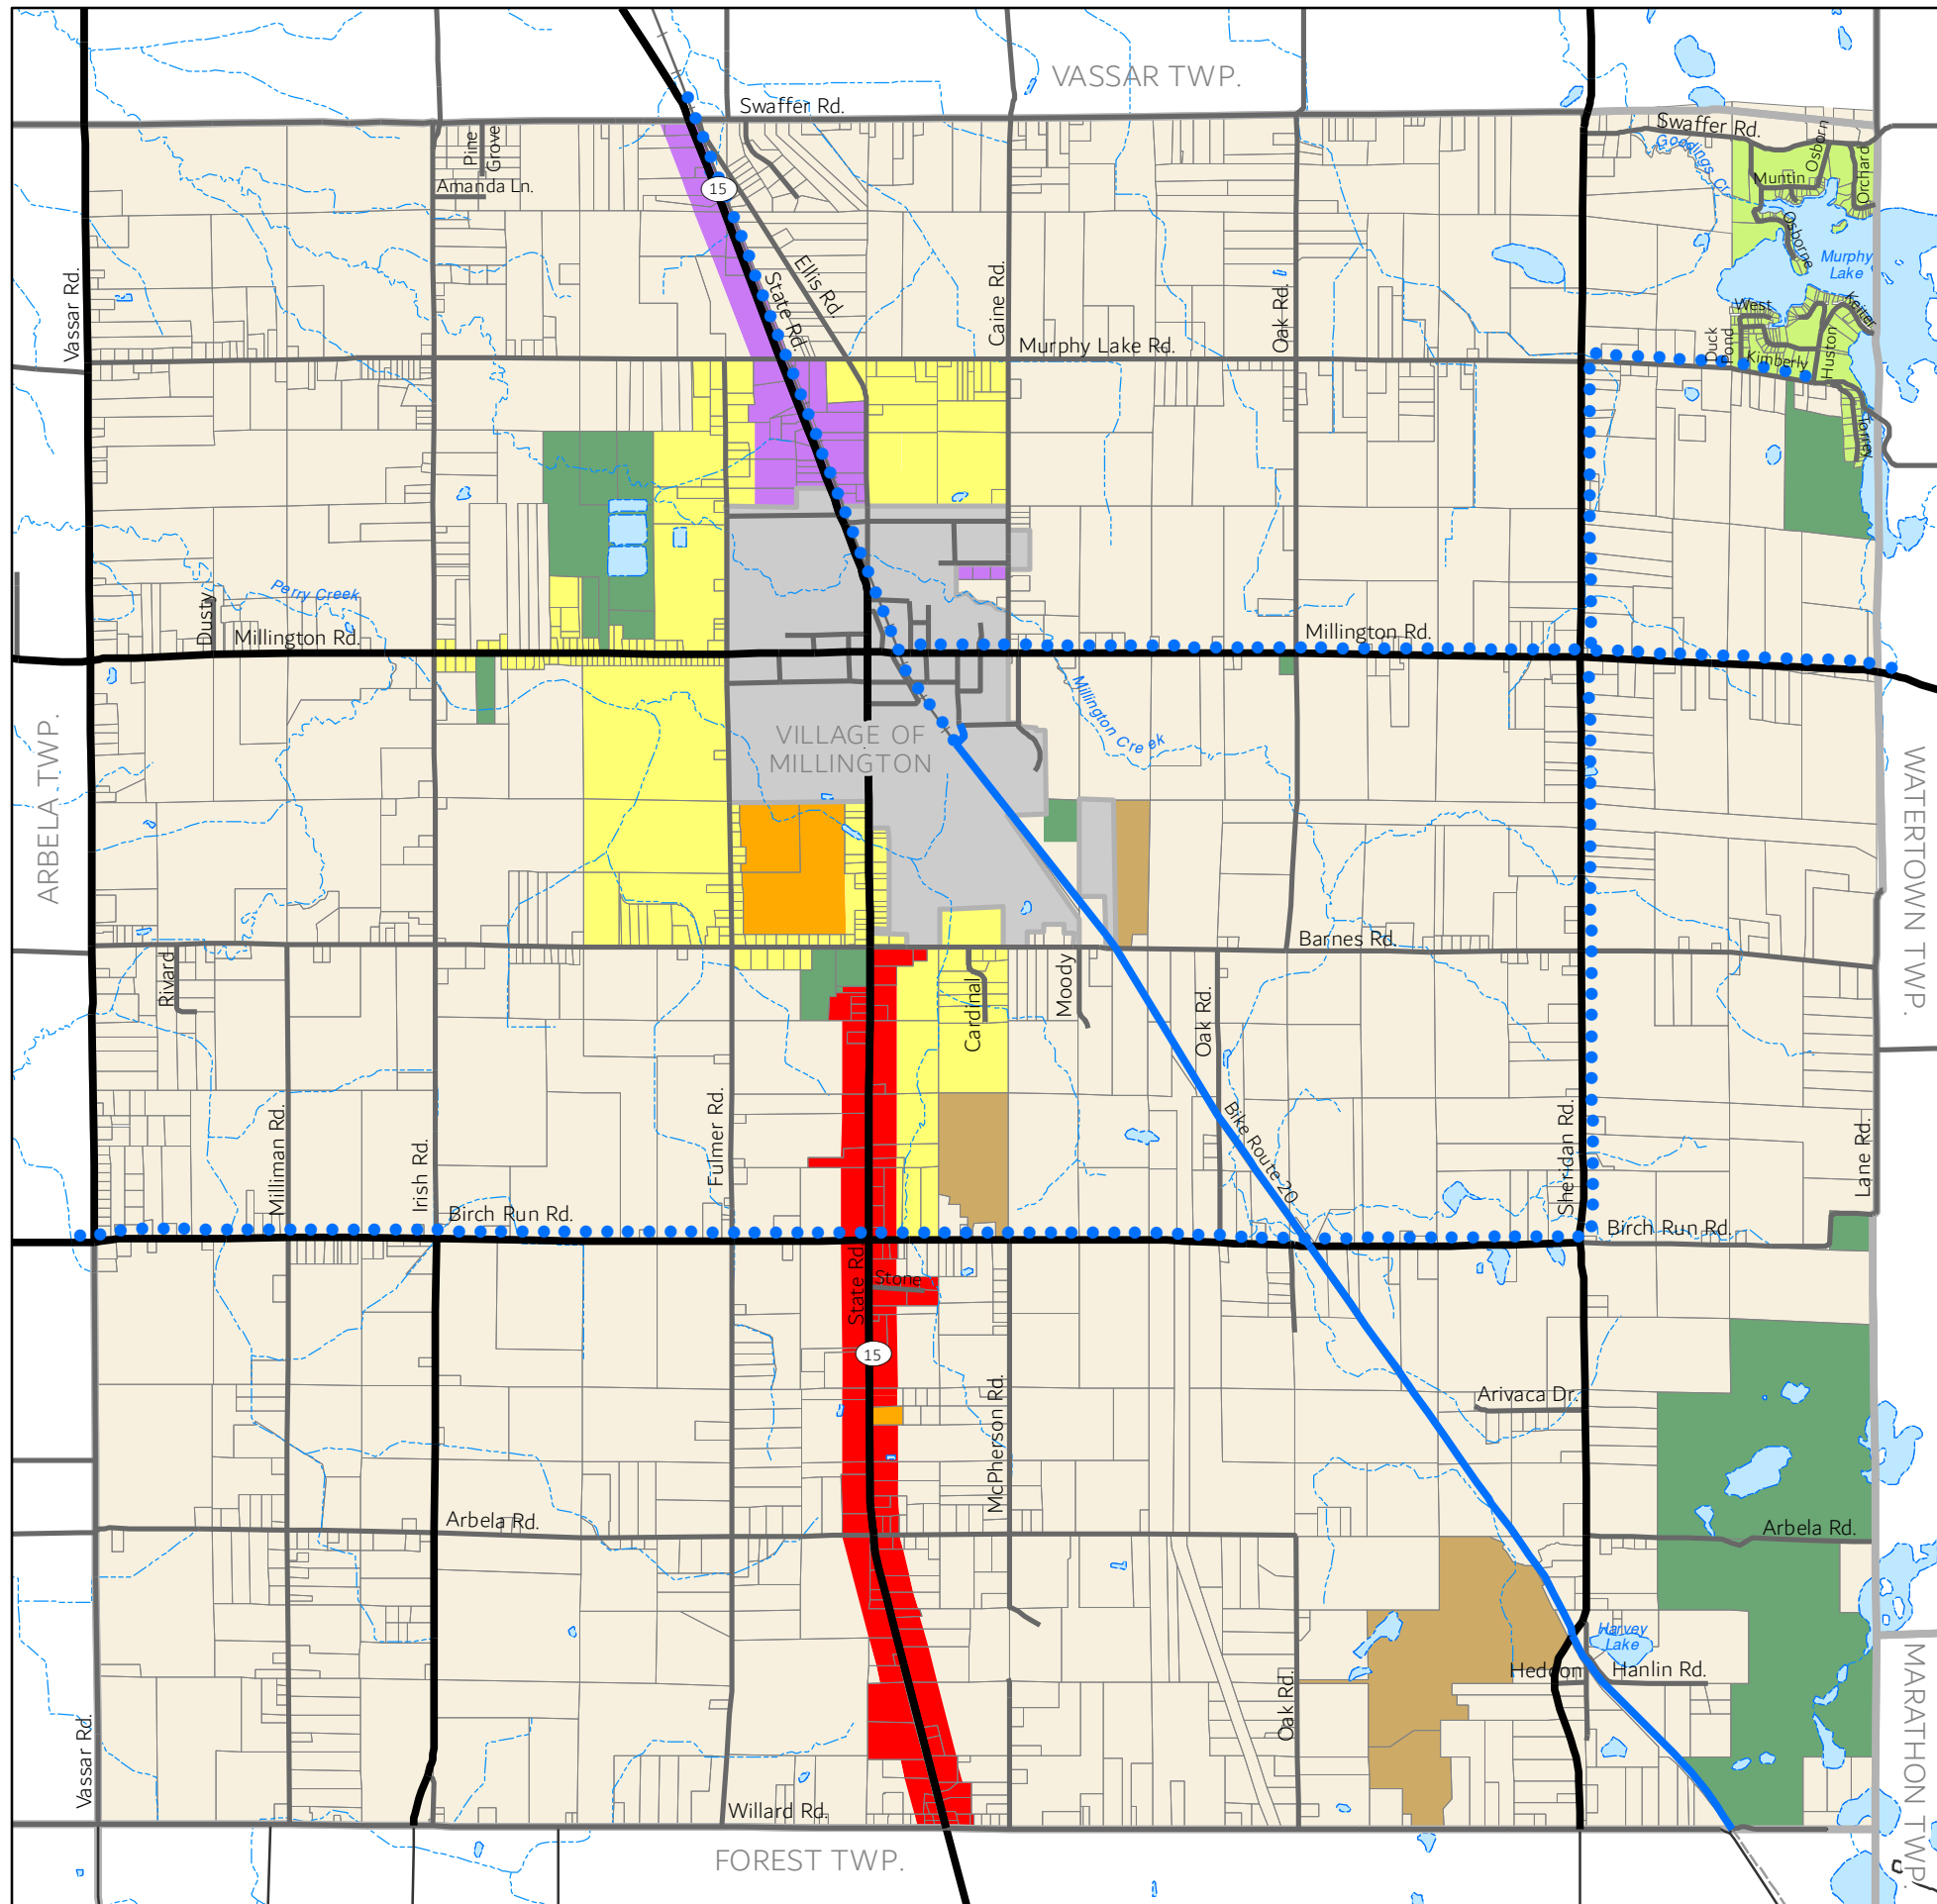 VASSAR TWP.
Swaffer Rd.
Swaffer Rd.
Goodings Cr.
Pine
Grove
Amanda Ln.
15
Muntin
Osborn
Orchard
Osborne
Murphy
Lake
Vassar Rd.
State Rd.
Ellis Rd.
Caine Rd.
Oak Rd.
Murphy Lake Rd.
West
Duck
Pond
Kimberly
Huston
Perry Creek
Dusty
Millington Rd.
Millington Rd.
Millington Creek
VILLAGE OF
MILLINGTON
ARBELA TWP.
WATERTOWN TWP.
Barnes Rd.
Rivard
Cardinal
Moody
Oak Rd.
Milliman Rd.
Irish Rd.
Fulmer Rd.
Bike Route 20
Sheridan Rd.
Lane Rd.
Birch Run Rd.
Birch Run Rd.
State Rd.
Stone
15
McPherson Rd.
Arivaca Dr.
Arbela Rd.
Arbela Rd.
Harvey
Lake
Hanlin Rd.
Oak Rd.
Vassar Rd.
Willard Rd.
MARATHON TWP.
FOREST TWP.